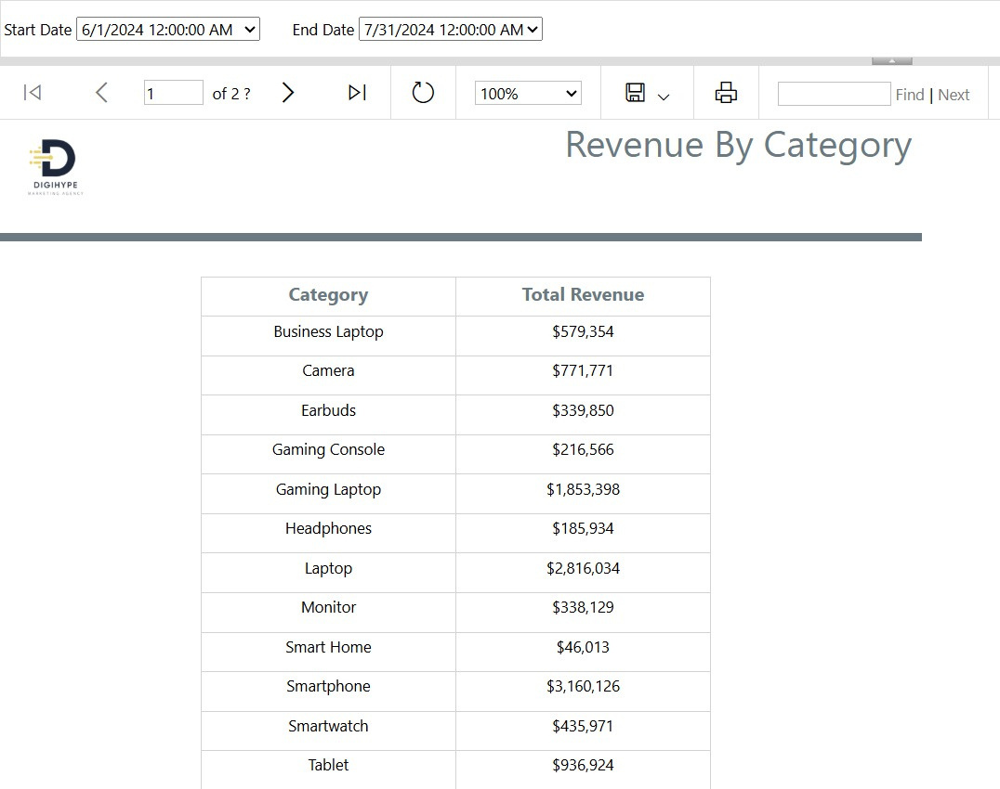 Start Date 6/1/2024 12:00:00 AM End Date 7/31/2024 12:00:00 AM
1 of 2 ? 100% Find | Next
Revenue By Category
DIGIHYPE
MARKETING AGENCY
Category Total Revenue
Business Laptop $579,354
Camera $771,771
Earbuds $339,850
Gaming Console $216,566
Gaming Laptop $1,853,398
Headphones $185,934
Laptop $2,816,034
Monitor $338,129
Smart Home $46,013
Smartphone $3,160,126
Smartwatch $435,971
Tablet $936,924